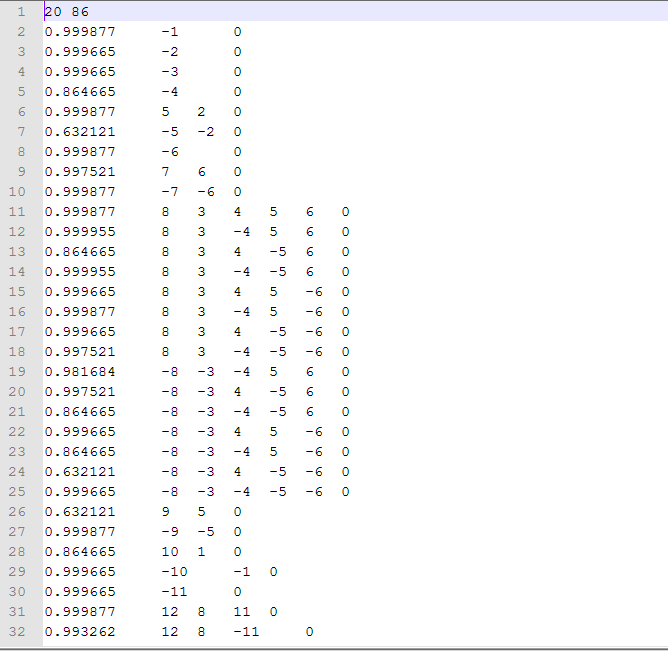 1 20 86
2 0.999877 -1 0
3 0.999665 -2 0
4 0.999665 -3 0
5 0.864665 -4 0
6 0.999877 5 2 0
7 0.632121 -5 -2 0
8 0.999877 -6 0
9 0.997521 7 6 0
10 0.999877 -7 -6 0
11 0.999877 8 3 4 5 6 0
12 0.999955 8 3 -4 5 6 0
13 0.864665 8 3 4 -5 6 0
14 0.999955 8 3 -4 -5 6 0
15 0.999665 8 3 4 5 -6 0
16 0.999877 8 3 -4 5 -6 0
17 0.999665 8 3 4 -5 -6 0
18 0.997521 8 3 -4 -5 -6 0
19 0.981684 -8 -3 -4 5 6 0
20 0.997521 -8 -3 4 -5 6 0
21 0.864665 -8 -3 -4 -5 6 0
22 0.999665 -8 -3 4 5 -6 0
23 0.864665 -8 -3 -4 5 -6 0
24 0.632121 -8 -3 4 -5 -6 0
25 0.999665 -8 -3 -4 -5 -6 0
26 0.632121 9 5 0
27 0.999877 -9 -5 0
28 0.864665 10 1 0
29 0.999665 -10 -1 0
30 0.999665 -11 0
31 0.999877 12 8 11 0
32 0.993262 12 8 -11 0